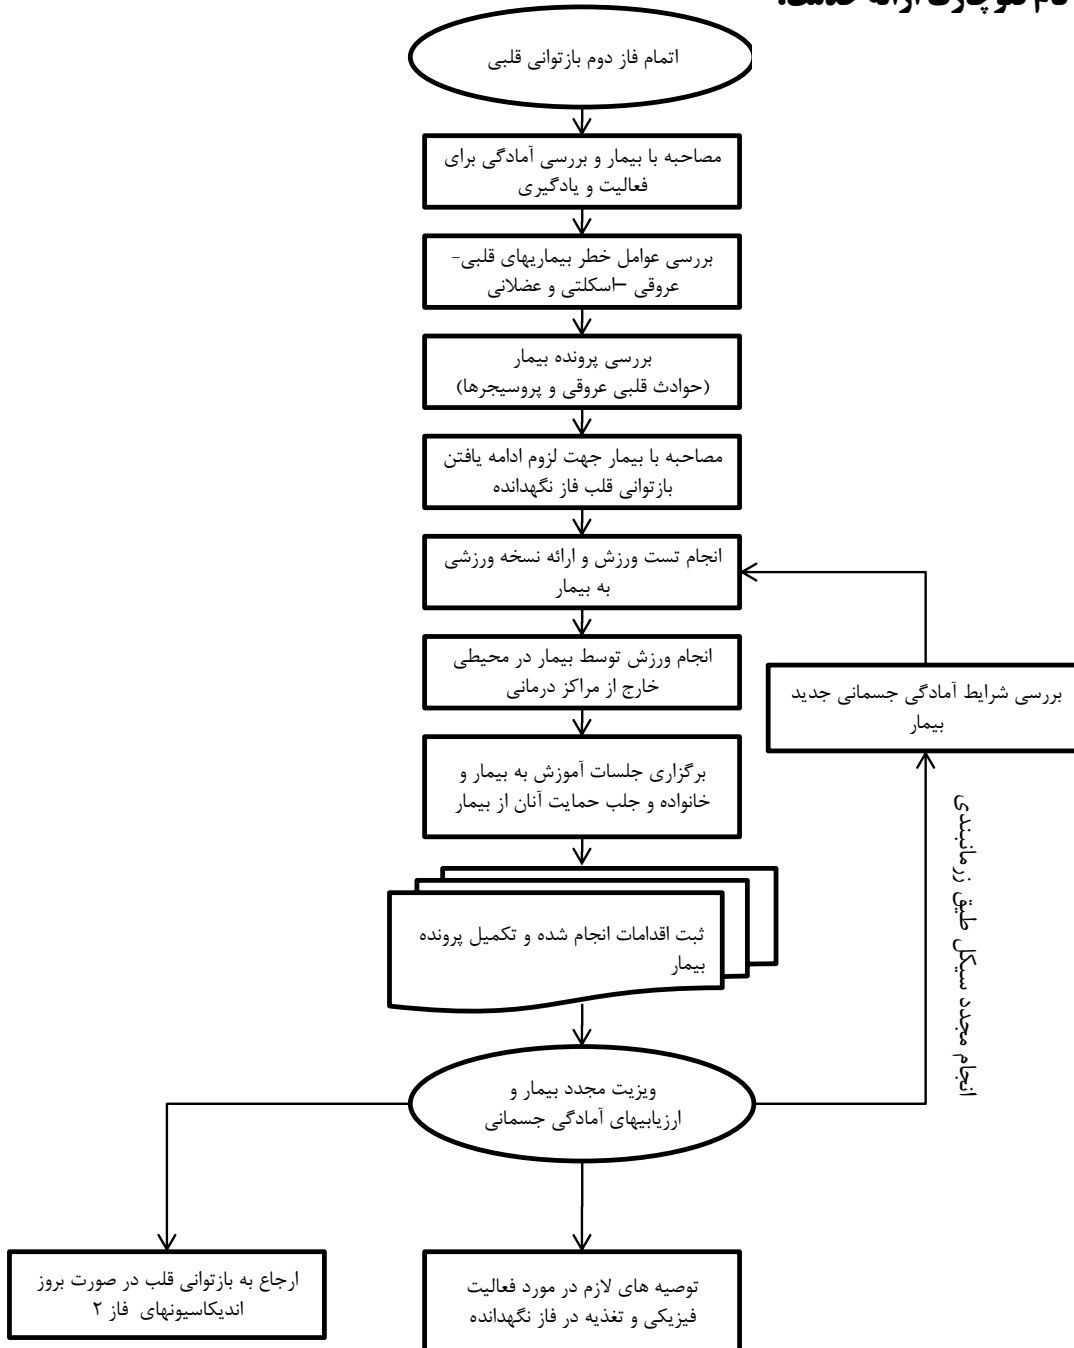 اتمام فاز دوم بازتوانی قلبی
مصاحبه با بیمار و بررسی آمادگی برای
فعالیت و یادگیری
بررسی عوامل خطر بیماریهای قلبی-
عروقی –اسکلتی و عضلانی
بررسی پرونده بیمار
(حوادث قلبی عروقی و پروسیجرها)
مصاحبه با بیمار جهت لزوم ادامه یافتن
بازتوانی قلب فاز نگهدانده
انجام تست ورزش و ارائه نسخه ورزشی
به بیمار
انجام ورزش توسط بیمار در محیطی
خارج از مراکز درمانی
بررسی شرایط آمادگی جسمانی جدید
بیمار
برگزاری جلسات آموزش به بیمار و
خانواده و جلب حمایت آنان از بیمار
انجام مجدد سیکل طیق زرمانبندی
ثبت اقدامات انجام شده و تکمیل پرونده
بیمار
ویزیت مجدد بیمار و
ارزیابیهای آمادگی جسمانی
ارجاع به بازتوانی قلب در صورت بروز
اندیکاسیونهای فاز ۲
توصیه های لازم در مورد فعالیت
فیزیکی و تغذیه در فاز نگهدانده